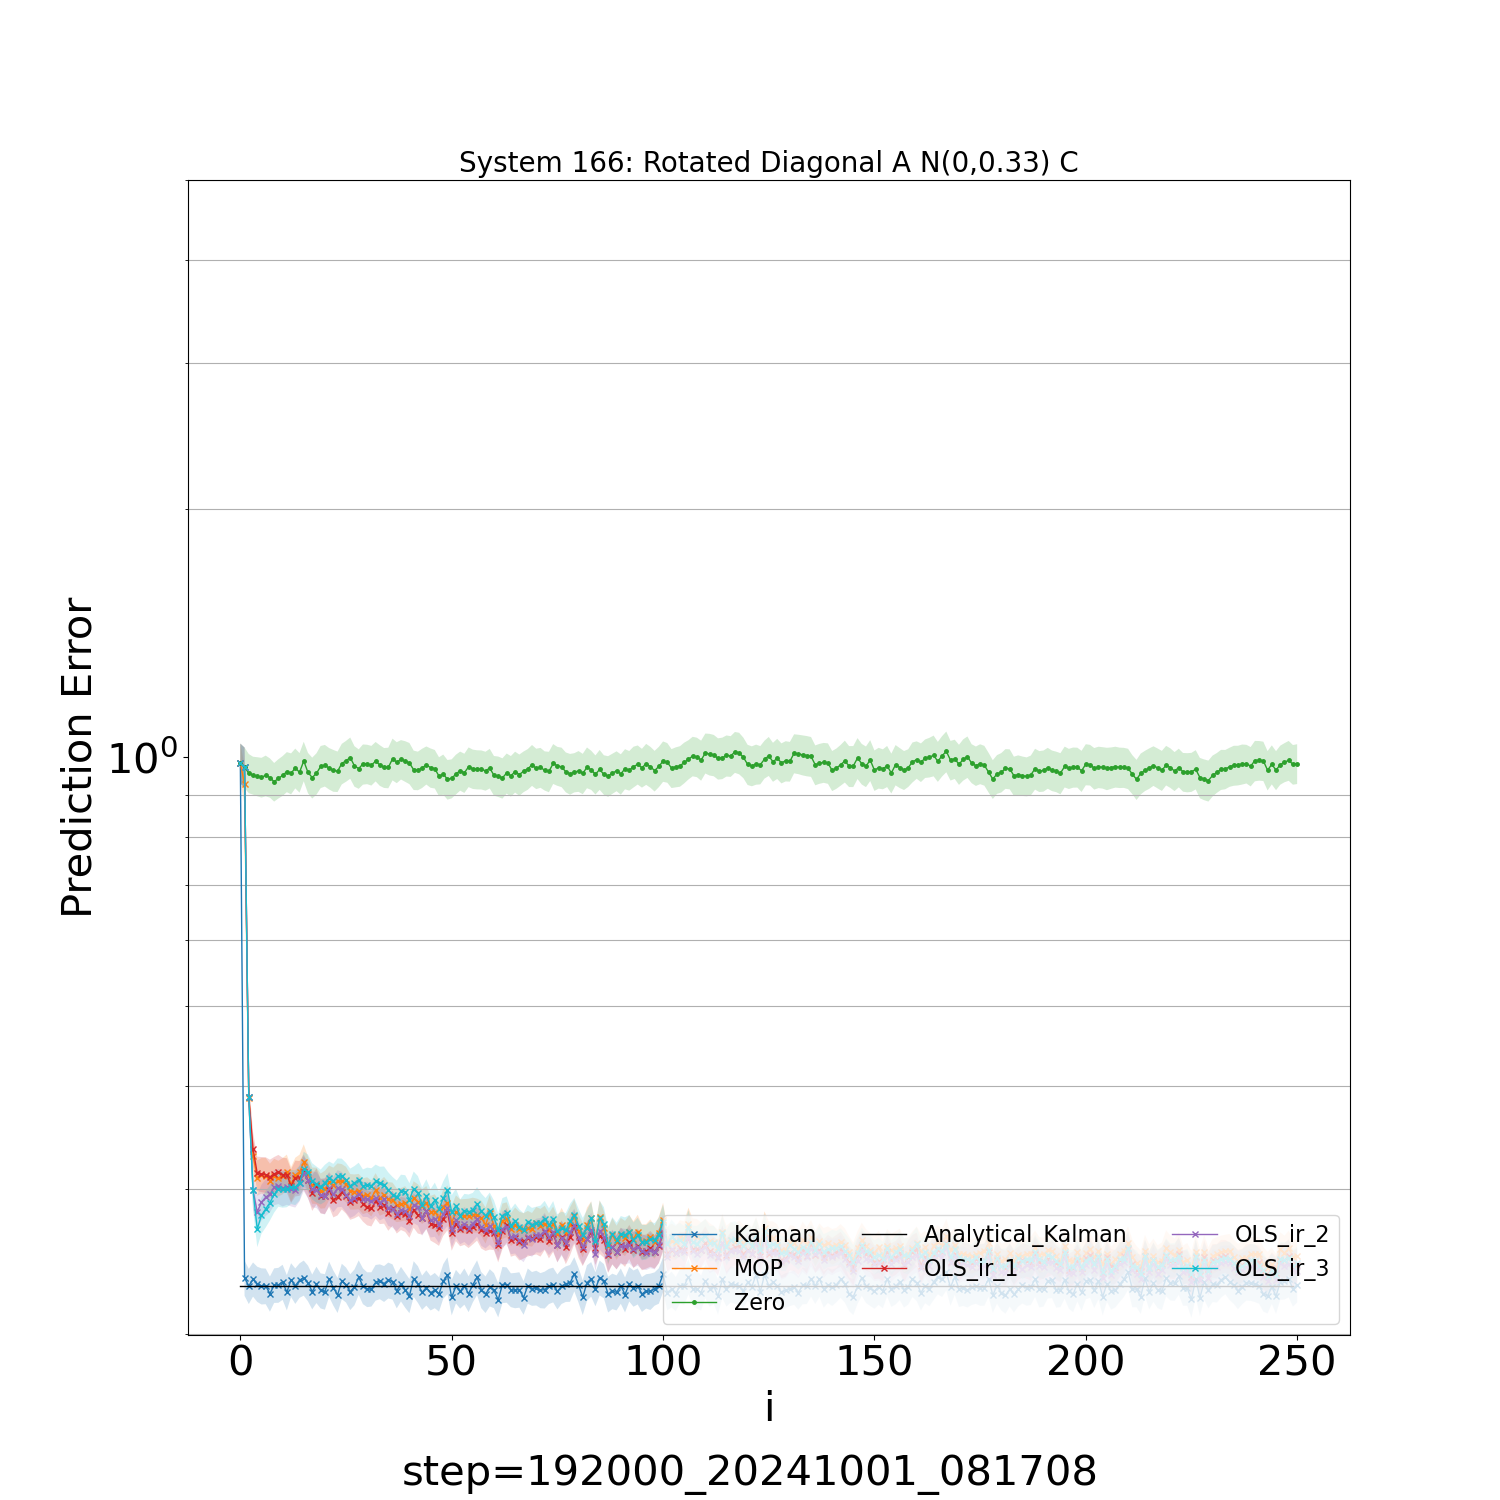 System 166: Rotated Diagonal A N(0,0.33) C
Prediction Error
10⁰
Kalman
MOP
Zero
Analytical_Kalman
OLS_ir_1
OLS_ir_2
OLS_ir_3
0 50 100 150 200 250
i
step=192000_20241001_081708